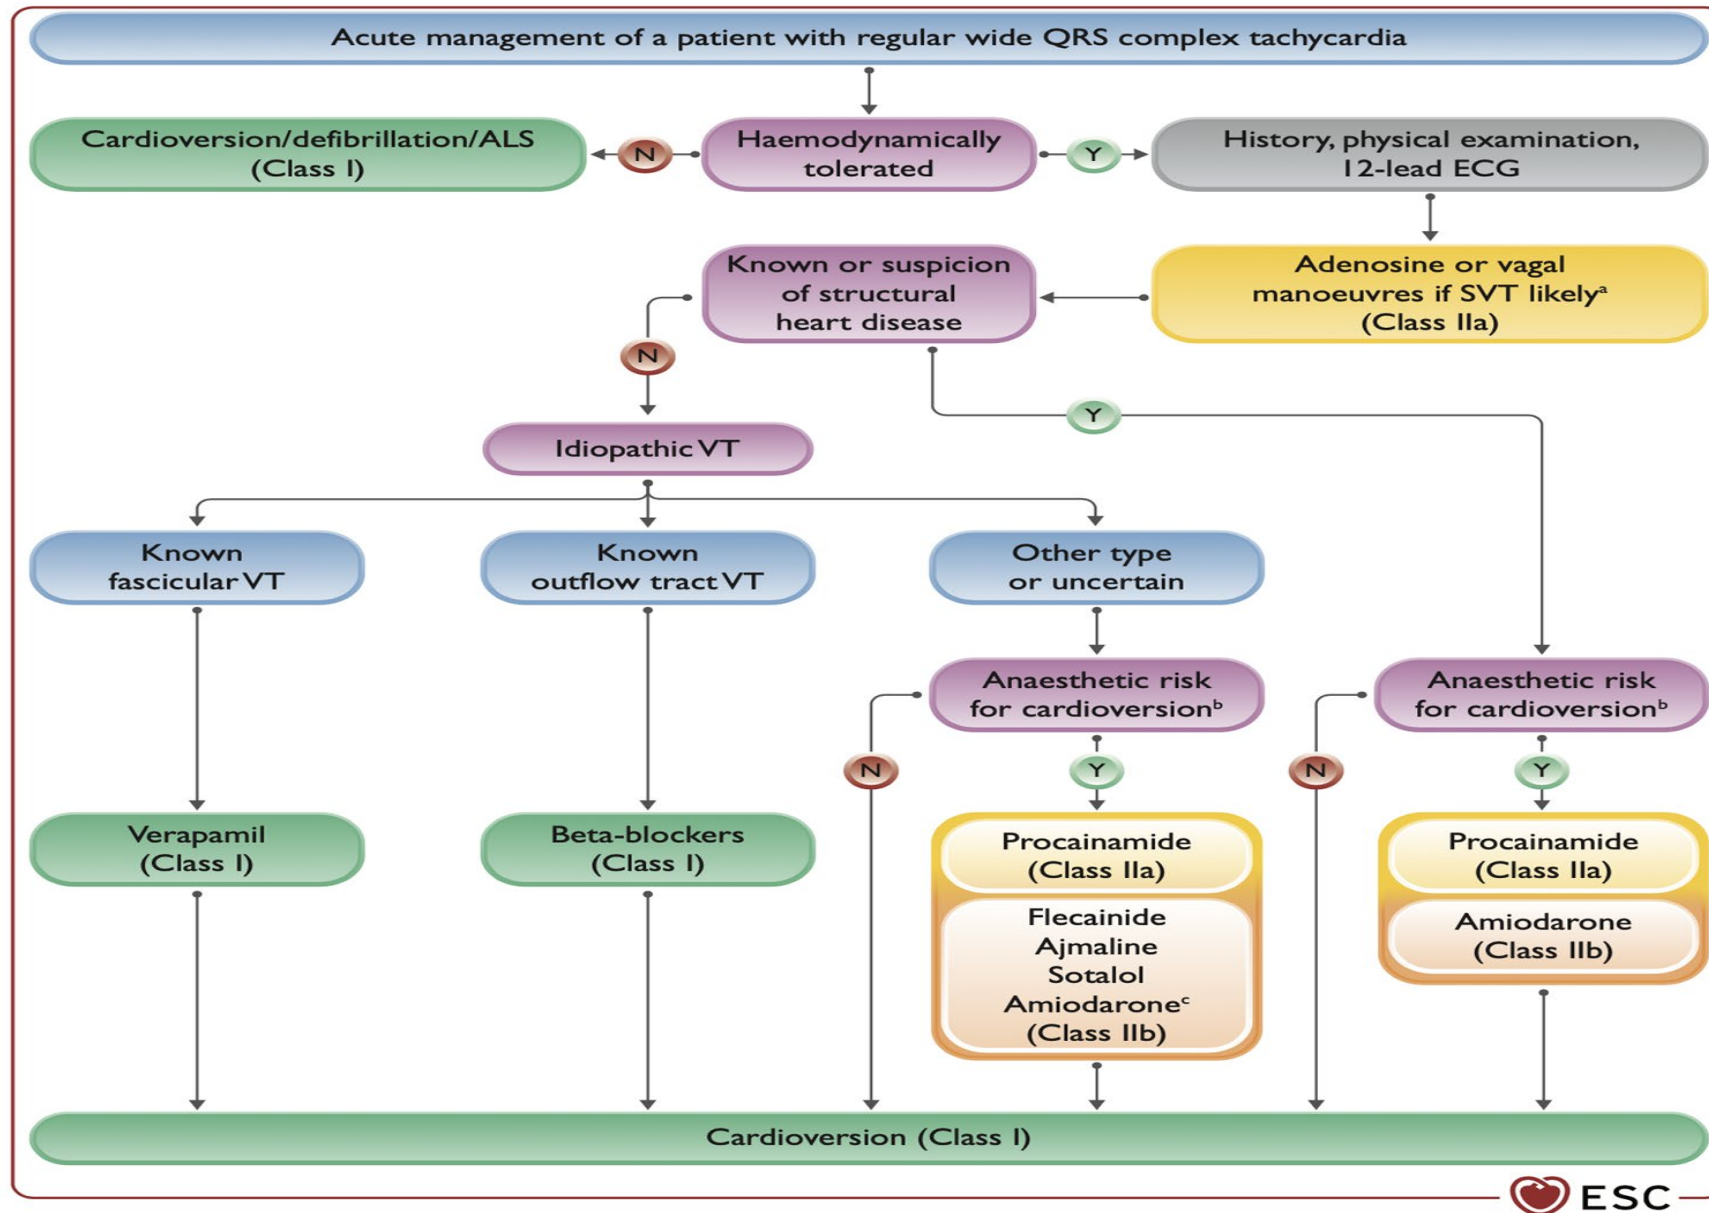 Acute management of a patient with regular wide QRS complex tachycardia
Cardioversion/defibrillation/ALS
(Class I)
N
Haemodynamically
tolerated
Y
History, physical examination,
12-lead ECG
Known or suspicion
of structural
heart disease
Adenosine or vagal
manoeuvres if SVT likelyᵃ
(Class IIa)
N
Y
Idiopathic VT
Known
fascicular VT
Known
outflow tract VT
Other type
or uncertain
Anaesthetic risk
for cardioversionᵇ
Anaesthetic risk
for cardioversionᵇ
N
Y
N
Y
Verapamil
(Class I)
Beta-blockers
(Class I)
Procainamide
(Class IIa)
Flecainide
Ajmaline
Sotalol
Amiodaroneᶜ
(Class IIb)
Procainamide
(Class IIa)
Amiodarone
(Class IIb)
Cardioversion (Class I)
ESC